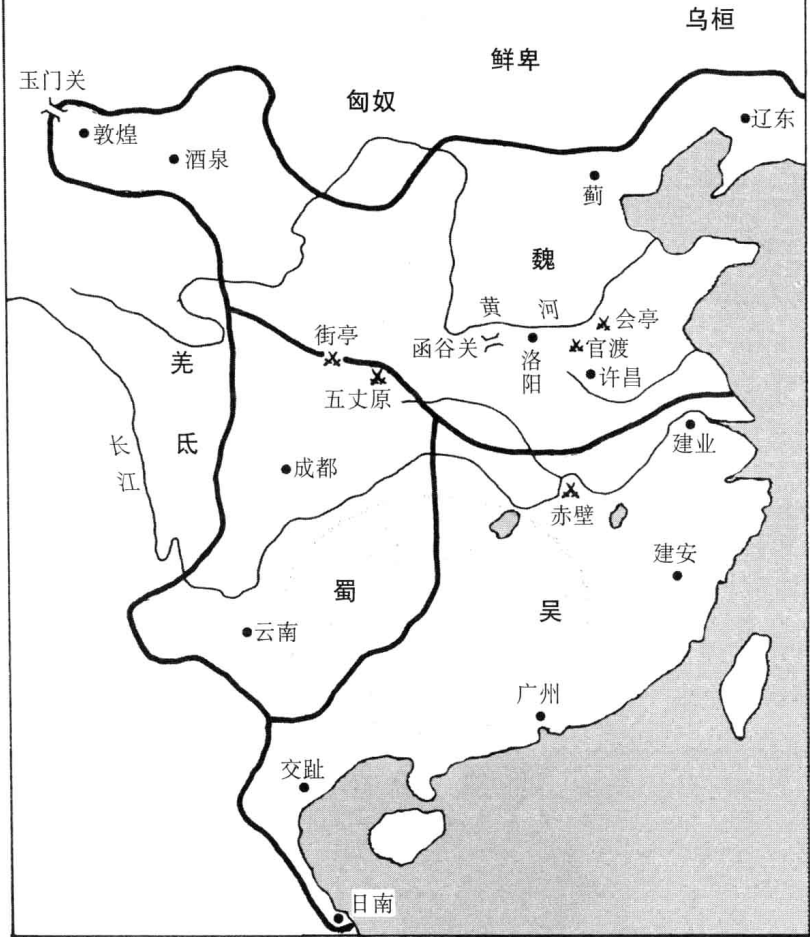 乌桓
鲜卑
匈奴
玉门关
敦煌
酒泉
辽东
蓟
魏
黄河
会亭
函谷关
洛阳
官渡
许昌
街亭
五丈原
羌
氐
长江
成都
建业
赤壁
建安
蜀
吴
云南
广州
交趾
日南